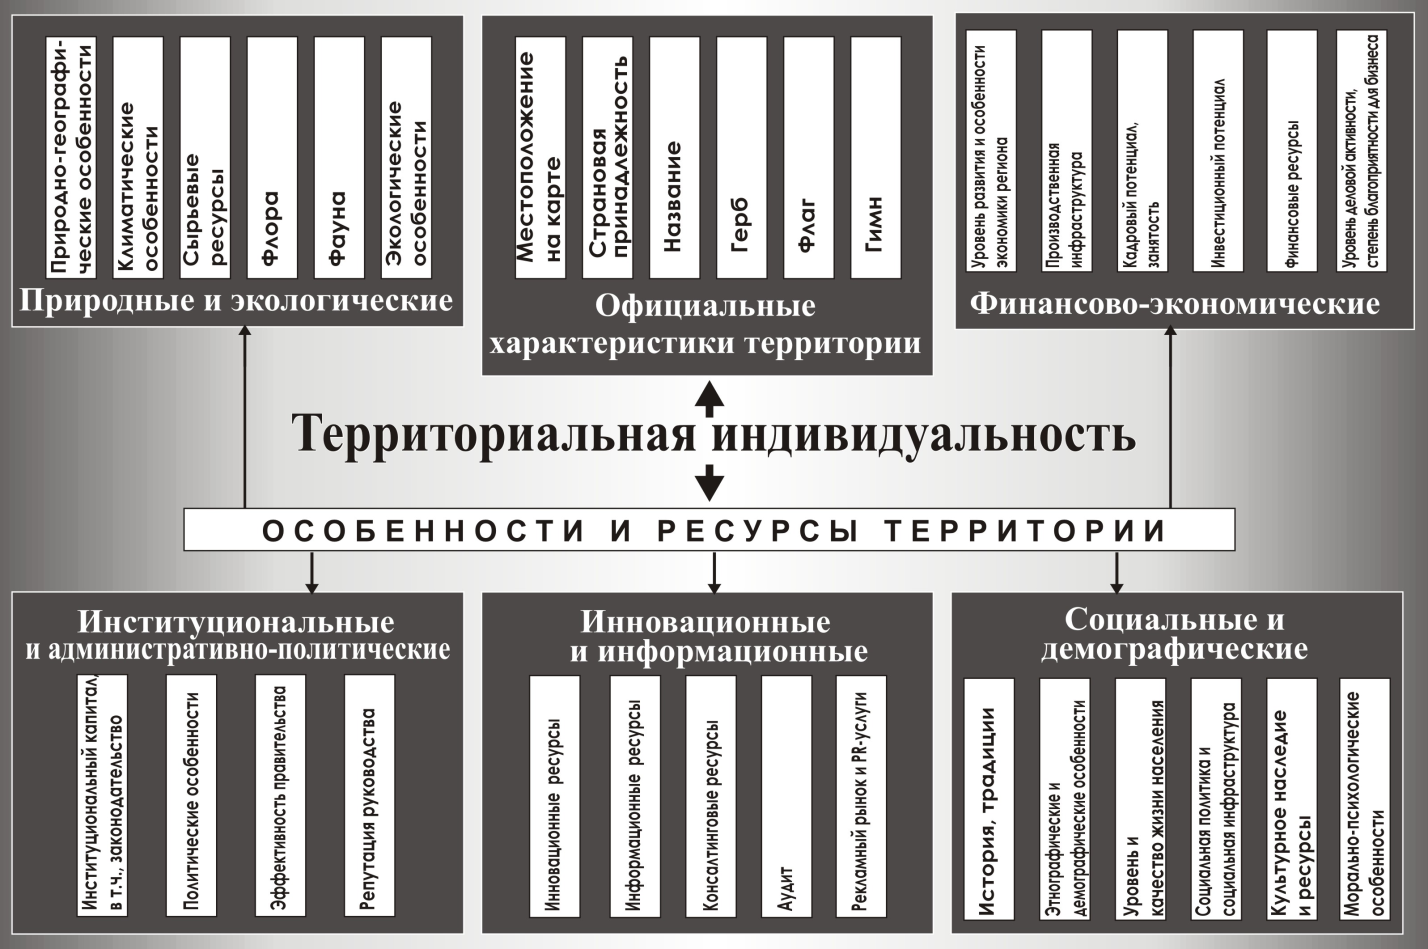 Природно-географи-
ческие особенности
Климатические
особенности
Сырьевые
ресурсы
Флора
Фауна
Экологические
особенности
Природные и экологические
Местоположение
на карте
Страновая
принадлежность
Название
Герб
Флаг
Гимн
Официальные
характеристики территории
Уровень развития и особенности
экономики региона
Производственная
инфраструктура
Кадровый потенциал,
занятость
Инвестиционный потенциал
Финансовые ресурсы
Уровень деловой активности,
степень благоприятности для бизнеса
Финансово-экономические
Территориальная индивидуальность
ОСОБЕННОСТИ И РЕСУРСЫ ТЕРРИТОРИИ
Институциональные
и административно-политические
Институциональный капитал,
в т.ч., законодательство
Политические особенности
Эффективность правительства
Репутация руководства
Инновационные
и информационные
Инновационные ресурсы
Информационные ресурсы
Консалтинговые ресурсы
Аудит
Рекламный рынок и PR-услуги
Социальные и
демографические
История, традиции
Этнографические и
демографические особенности
Уровень и
качество жизни населения
Социальная политика и
социальная инфраструктура
Культурное наследие
и ресурсы
Морально-психологические
особенности